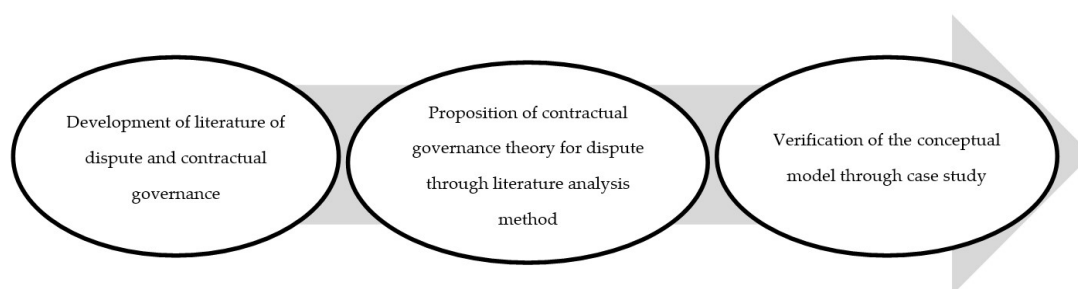 Development of literature of
dispute and contractual
governance
Proposition of contractual
governance theory for dispute
through literature analysis
method
Verification of the conceptual
model through case study